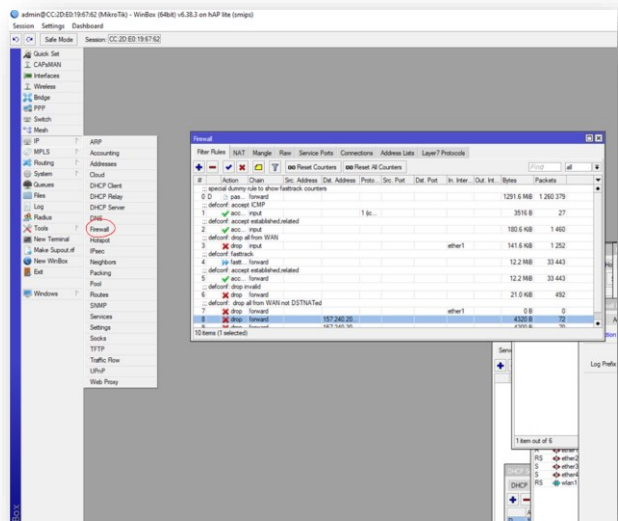 admin@CC:2D:E0:19:67:62 (MikroTik) - WinBox (64bit) v6.38.3 on hAP lite (smips)
Session Settings Dashboard
Safe Mode Session: CC:2D:E0:19:67:62
Quick Set
CAPsMAN
Interfaces
Wireless
Bridge
PPP
Switch
Mesh
IP
MPLS
Routing
System
Queues
Files
Log
Radius
Tools
New Terminal
Make Supout.rif
New WinBox
Exit
Windows
ARP
Accounting
Addresses
Cloud
DHCP Client
DHCP Relay
DHCP Server
DNS
Firewall
Hotspot
IPsec
Neighbors
Packing
Pool
Routes
SNMP
Services
Settings
Socks
TFTP
Traffic Flow
UPnP
Web Proxy
Firewall
Filter Rules NAT Mangle Raw Service Ports Connections Address Lists Layer7 Protocols
Reset Counters Reset All Counters Find all
# Action Chain Src. Address Dst. Address Proto... Src. Port Dst. Port In. Inter... Out. Int... Bytes Packets
::: special dummy rule to show fasttrack counters
0 D pas... forward 1291.6 MiB 1 260 379
::: defconf: accept ICMP
1 acc... input 1 (ic... 3516 B 27
::: defconf: accept established,related
2 acc... input 180.6 KiB 1 460
::: defconf: drop all from WAN
3 drop input ether1 141.6 KiB 1 252
::: defconf: fasttrack
4 fastt... forward 12.2 MiB 33 443
::: defconf: accept established,related
5 acc... forward 12.2 MiB 33 443
::: defconf: drop invalid
6 drop forward 21.0 KiB 492
::: defconf: drop all from WAN not DSTNATed
7 drop forward ether1 0 B 0
8 drop forward 157.240.20... 4320 B 72
9 drop forward 157.240.20... 4200 B 70
10 items (1 selected)
Log Prefix
1 item out of 6
RS ether2
S ether3
S ether4
RS wlan1
DHCP